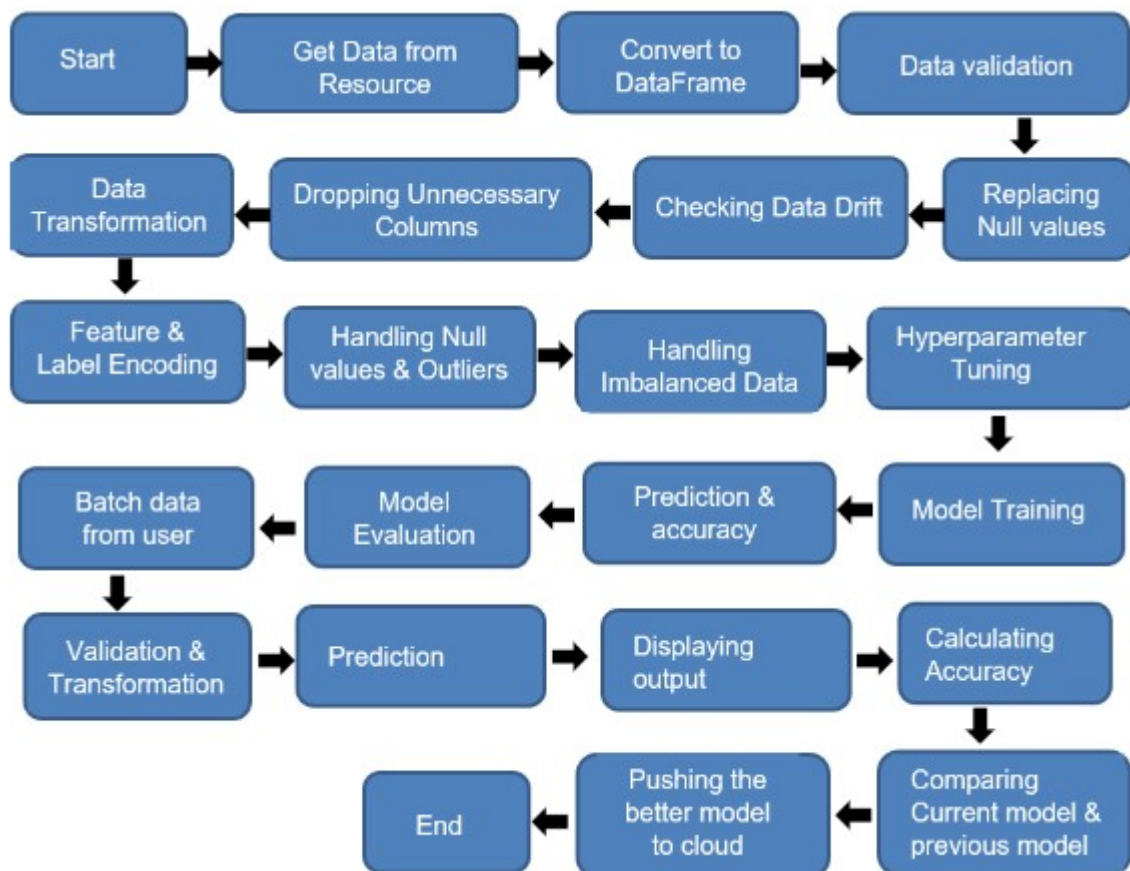 Start
Get Data from
Resource
Convert to
DataFrame
Data validation
Replacing
Null values
Checking Data Drift
Dropping Unnecessary
Columns
Data
Transformation
Feature &
Label Encoding
Handling Null
values & Outliers
Handling
Imbalanced Data
Hyperparameter
Tuning
Model Training
Prediction &
accuracy
Model
Evaluation
Batch data
from user
Validation &
Transformation
Prediction
Displaying
output
Calculating
Accuracy
Comparing
Current model &
previous model
Pushing the
better model
to cloud
End